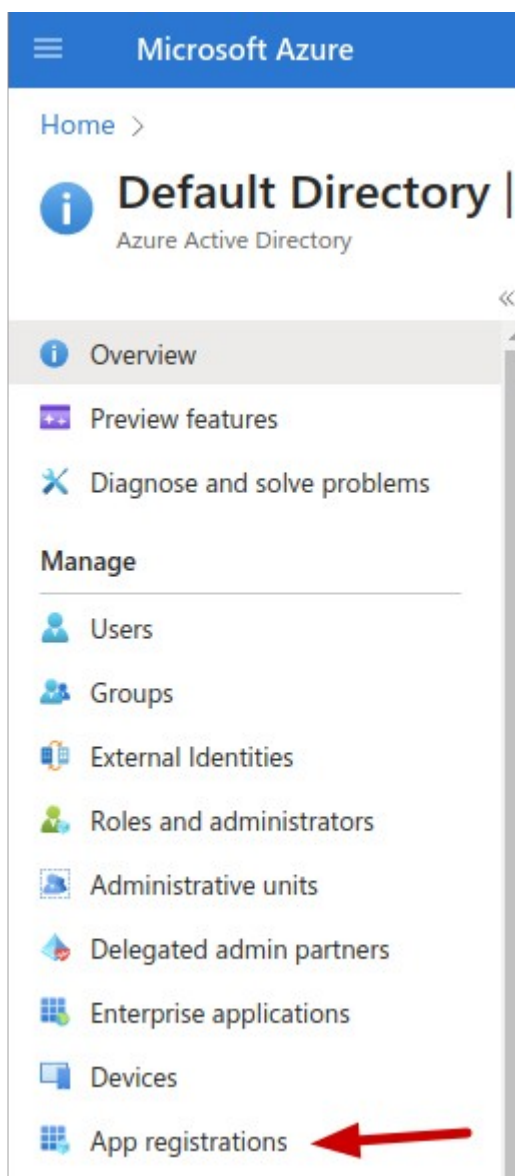 Microsoft Azure
Home >
Default Directory |
Azure Active Directory
«
Overview
Preview features
Diagnose and solve problems
Manage
Users
Groups
External Identities
Roles and administrators
Administrative units
Delegated admin partners
Enterprise applications
Devices
App registrations